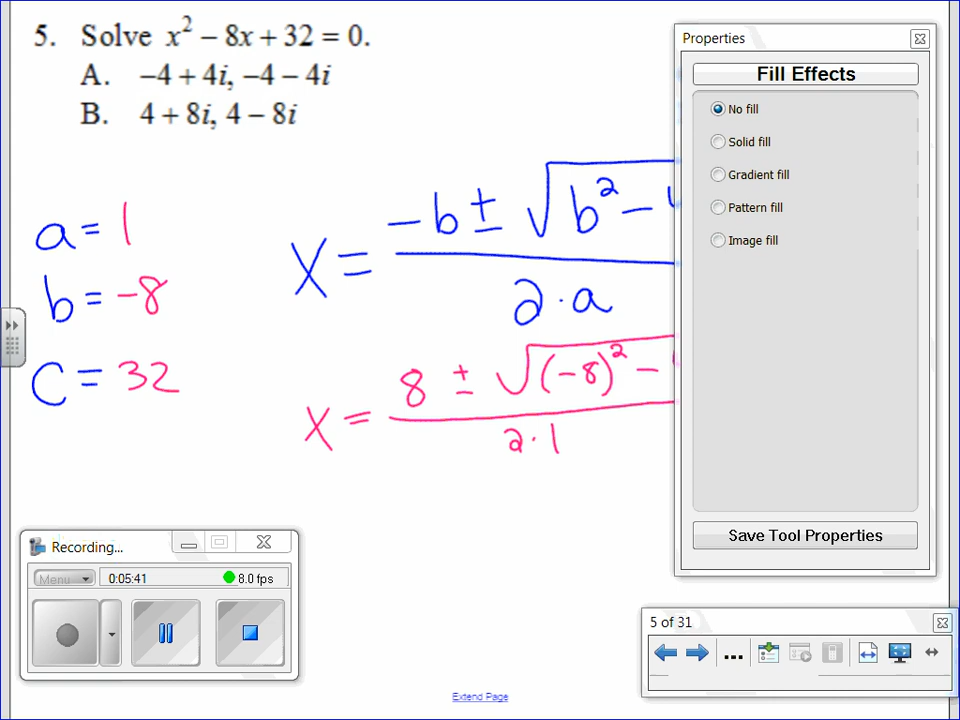 5. Solve x² − 8x + 32 = 0.
A. −4 + 4i, −4 − 4i
B. 4 + 8i, 4 − 8i
a = 1
b = -8
C = 32
X = -b ± √b² -
2 · a
X = 8 ± √(-8)² -
2 · 1
Properties
Fill Effects
No fill
Solid fill
Gradient fill
Pattern fill
Image fill
Save Tool Properties
Recording...
Menu
0:05:41
8.0 fps
5 of 31
...
Extend Page